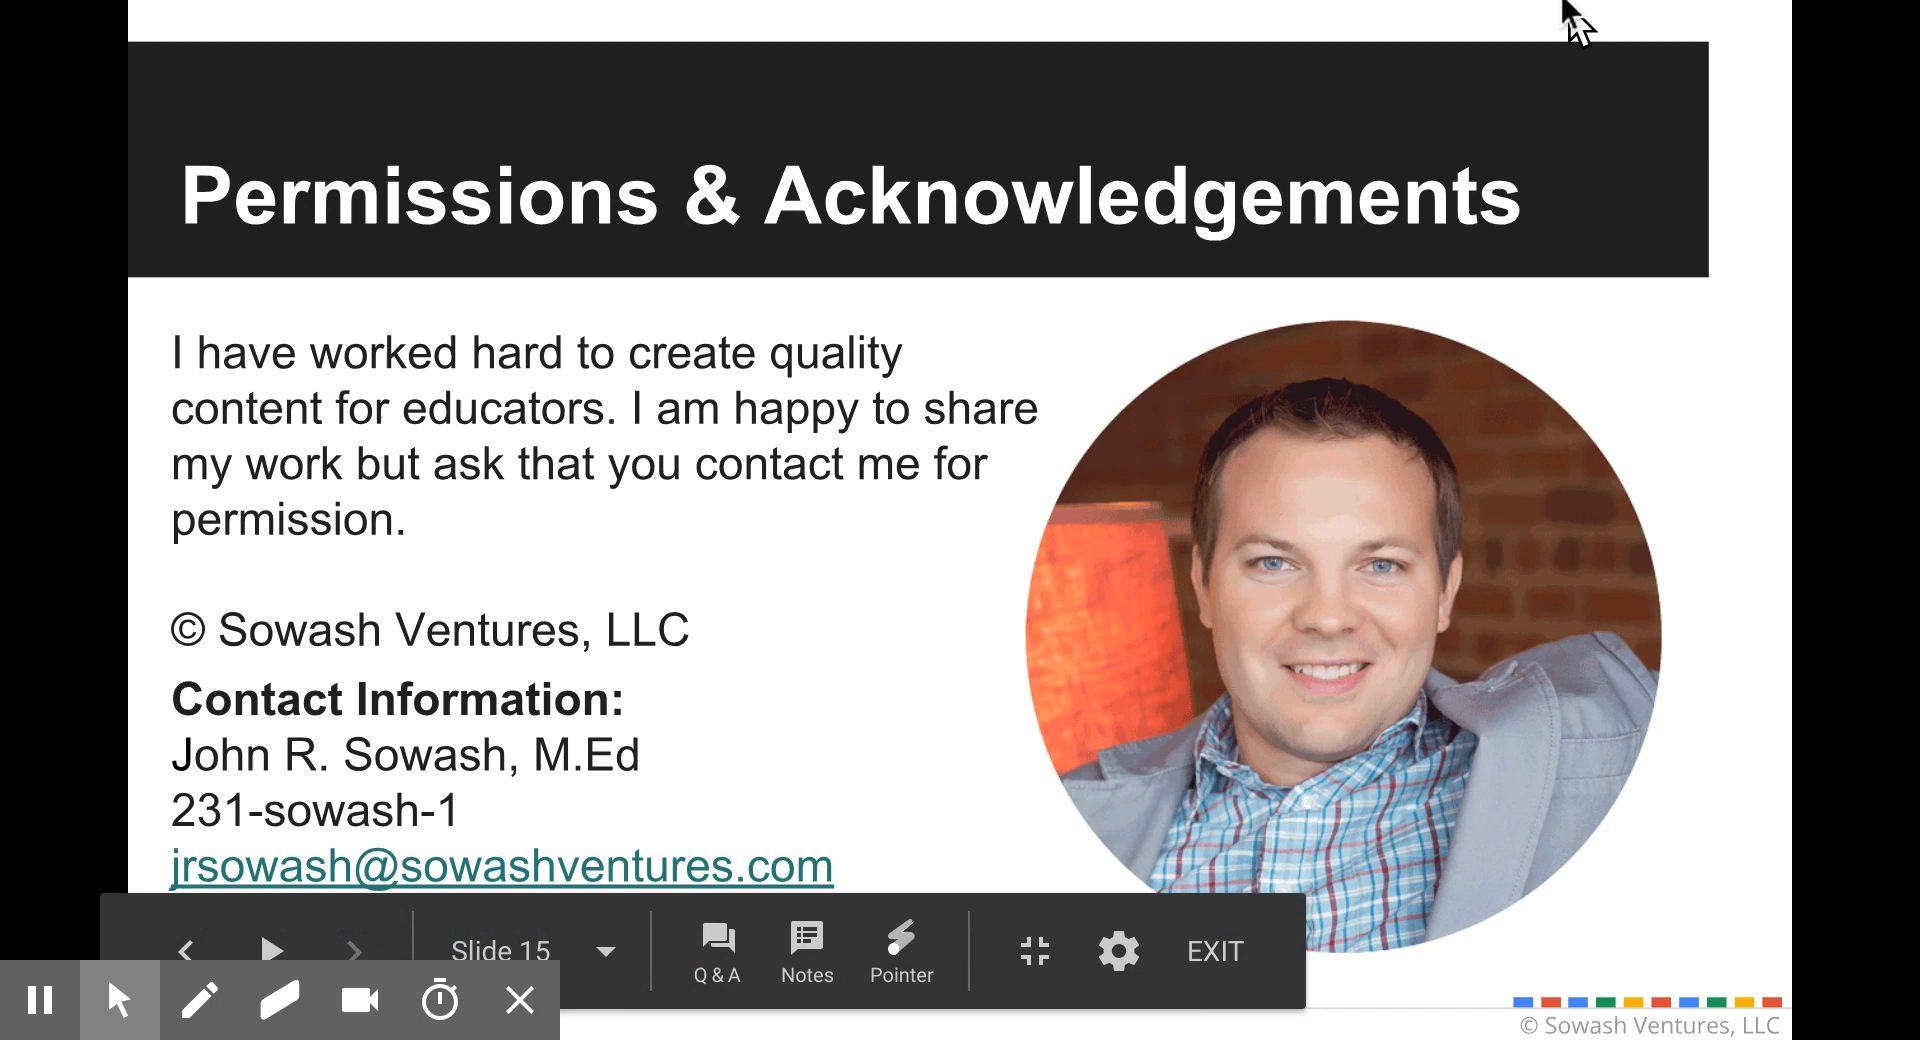 Permissions & Acknowledgements
I have worked hard to create quality
content for educators. I am happy to share
my work but ask that you contact me for
permission.
© Sowash Ventures, LLC
Contact Information:
John R. Sowash, M.Ed
231-sowash-1
jrsowash@sowashventures.com
Slide 15
Q & A
Notes
Pointer
EXIT
© Sowash Ventures, LLC